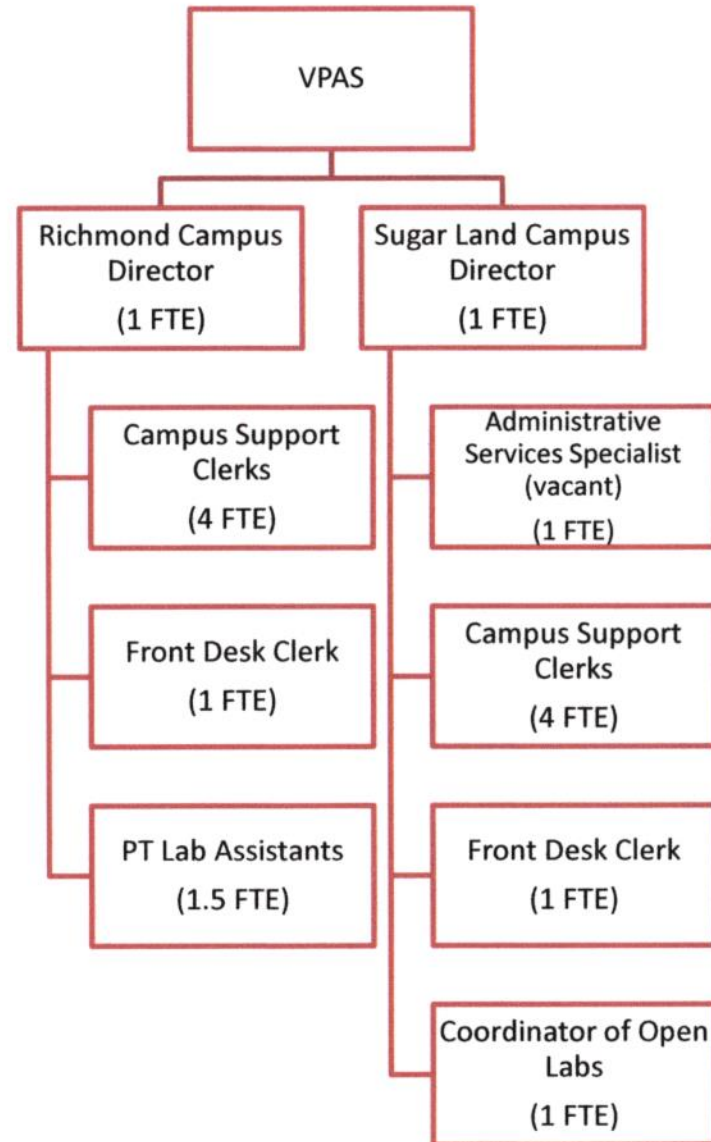 VPAS
Richmond Campus
Director
(1 FTE)
Sugar Land Campus
Director
(1 FTE)
Campus Support
Clerks
(4 FTE)
Front Desk Clerk
(1 FTE)
PT Lab Assistants
(1.5 FTE)
Administrative
Services Specialist
(vacant)
(1 FTE)
Campus Support
Clerks
(4 FTE)
Front Desk Clerk
(1 FTE)
Coordinator of Open
Labs
(1 FTE)